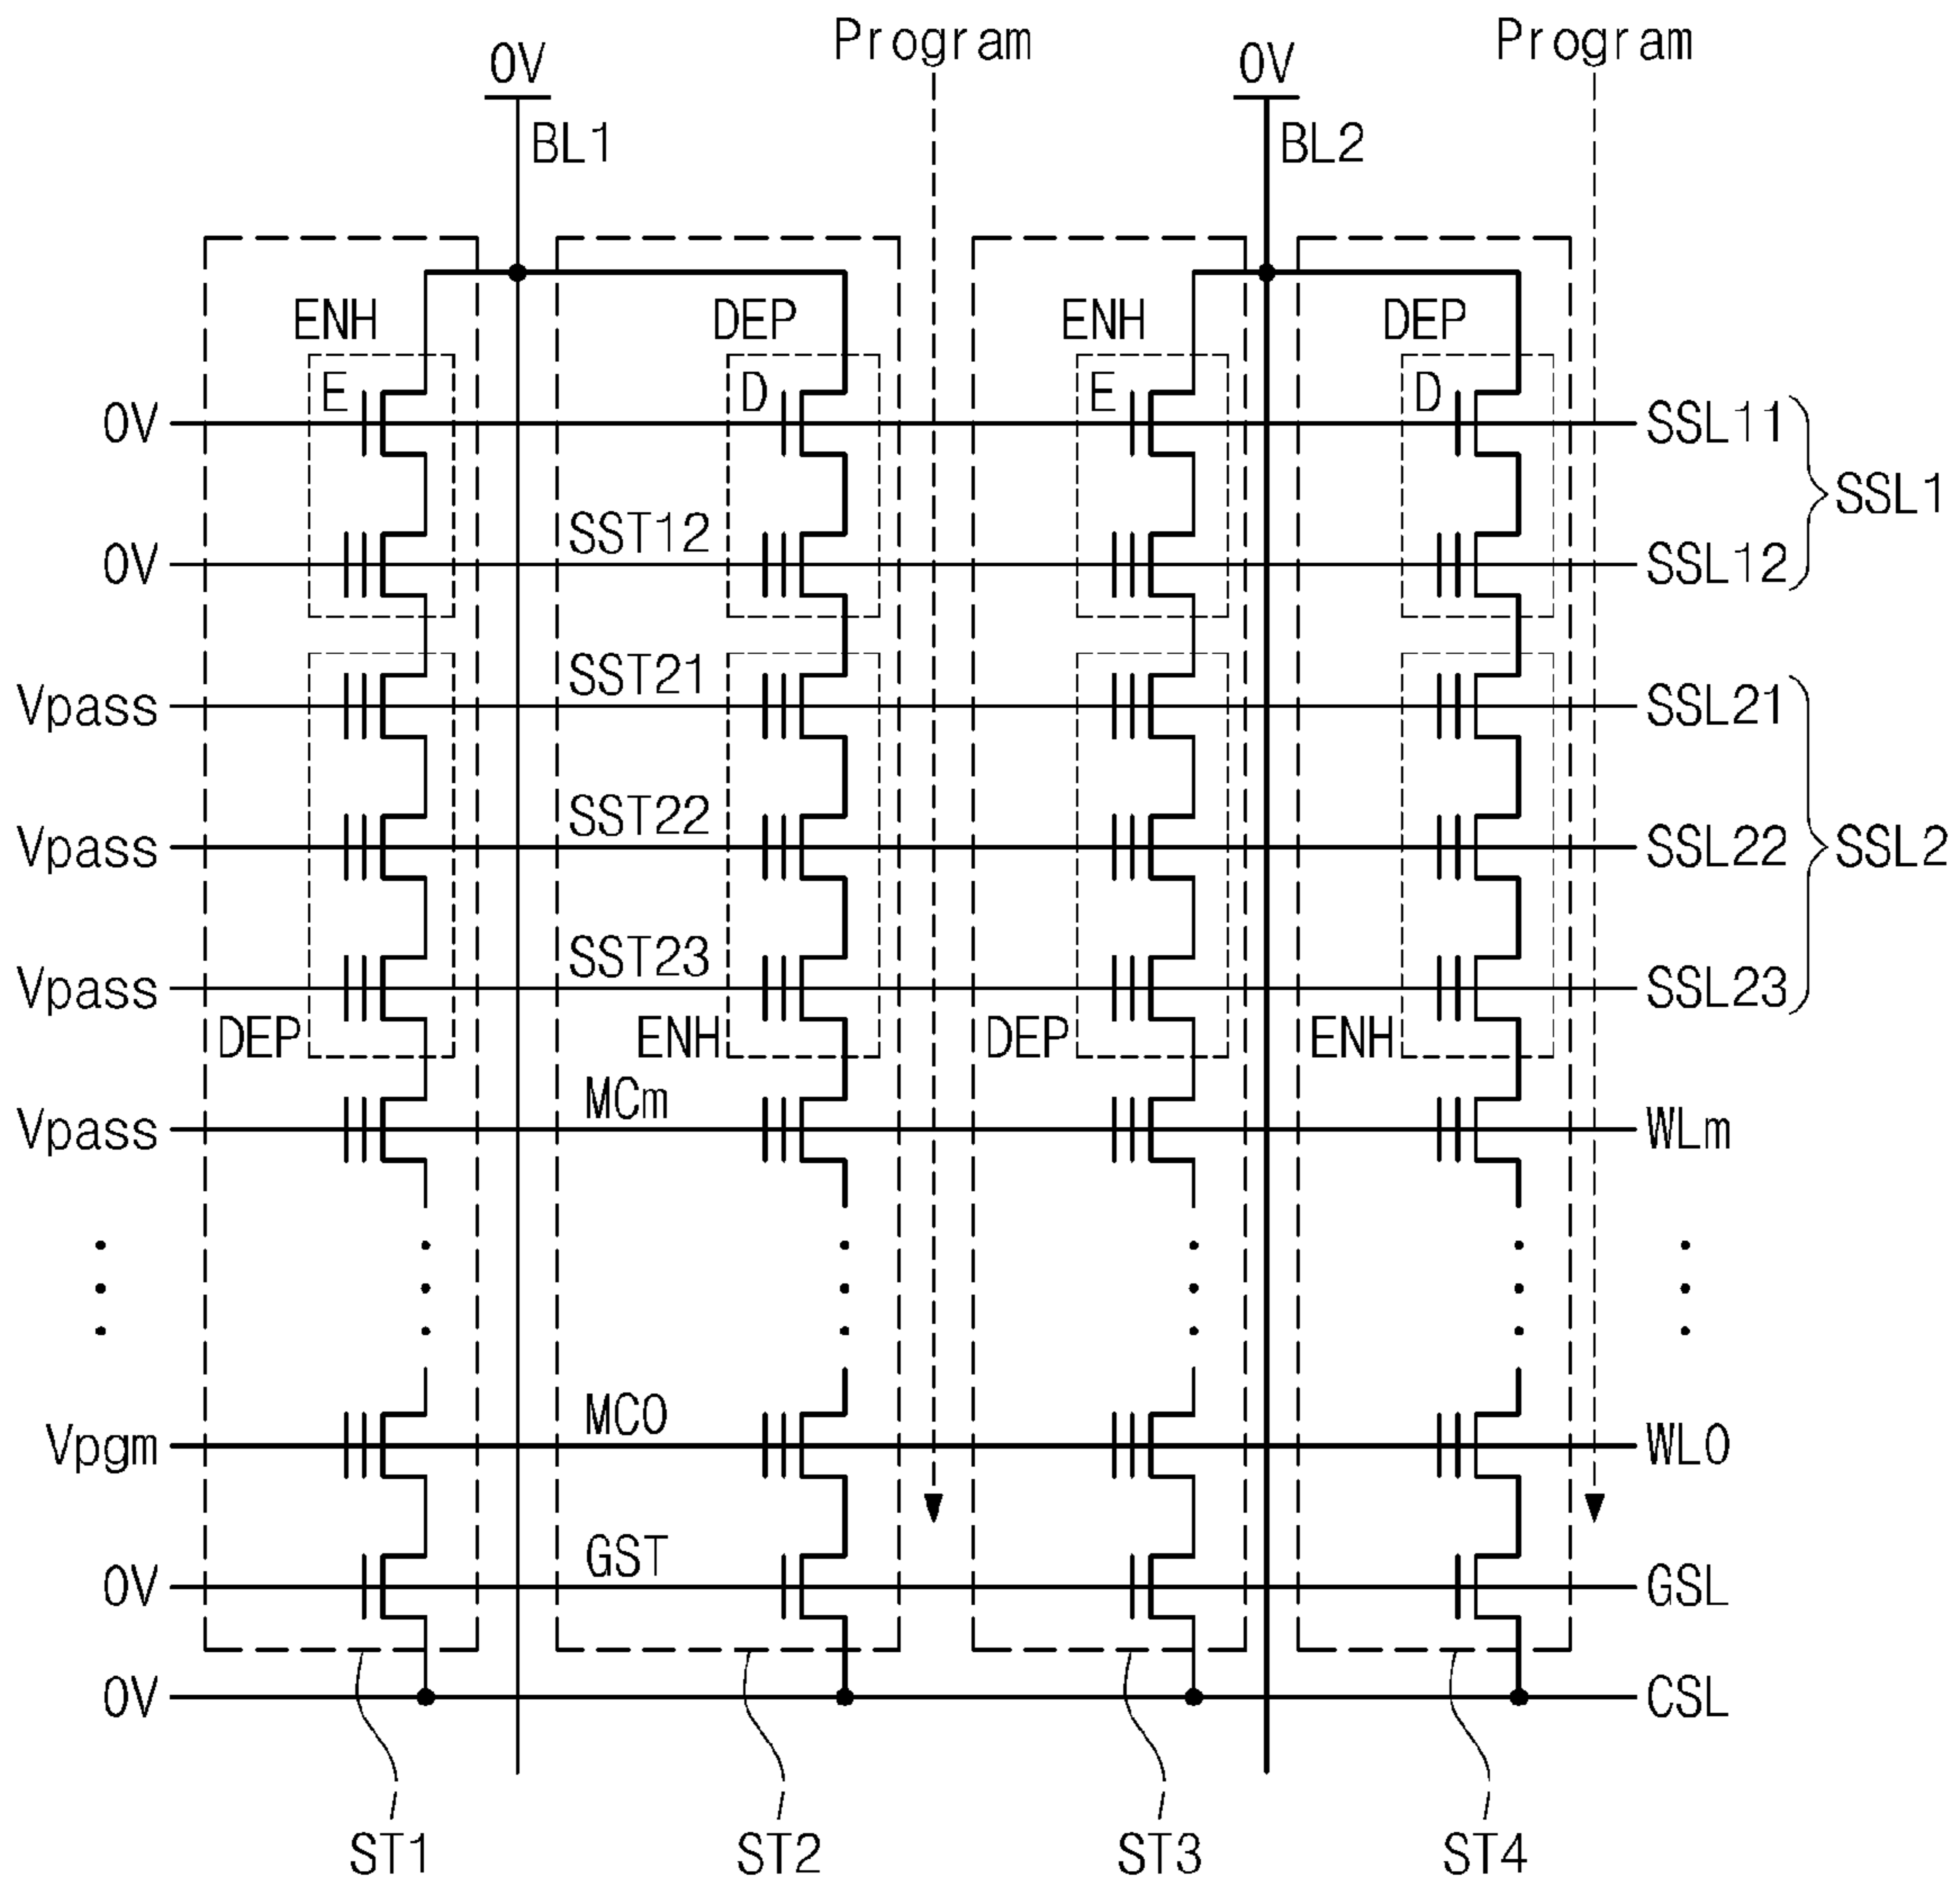 Program Program
0V 0V
BL1 BL2
ENH DEP ENH DEP
E D E D
0V SSL11
SSL1
SST12
0V SSL12
SST21
Vpass SSL21
SST22
Vpass SSL22 SSL2
SST23
Vpass SSL23
DEP ENH DEP ENH
MCm
Vpass WLm
MC0
Vpgm WL0
GST
0V GSL
0V CSL
ST1 ST2 ST3 ST4